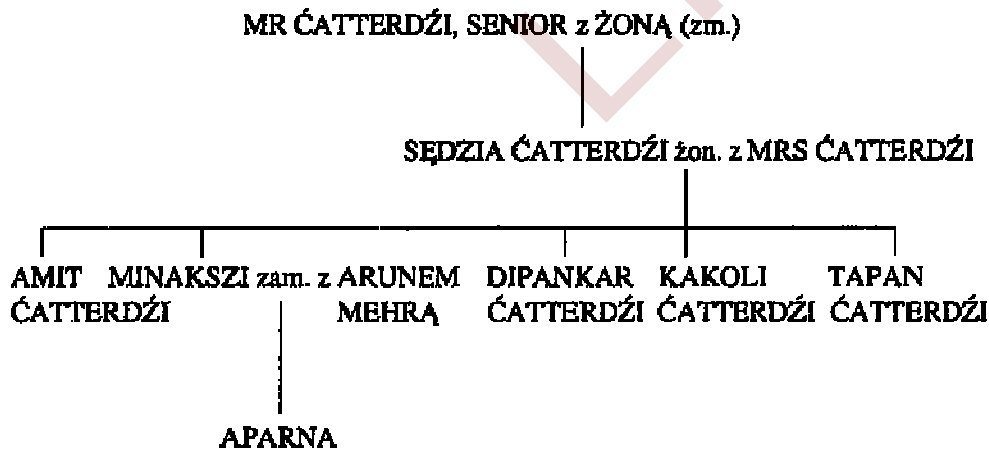 MR ĆATTERDŹI, SENIOR z ŻONĄ (zm.)
SĘDZIA ĆATTERDŹI żon. z MRS ĆATTERDŹI
AMIT MINAKSZI zam. z ARUNEM DIPANKAR KAKOLI TAPAN
ĆATTERDŹI MEHRĄ ĆATTERDŹI ĆATTERDŹI ĆATTERDŹI
APARNA